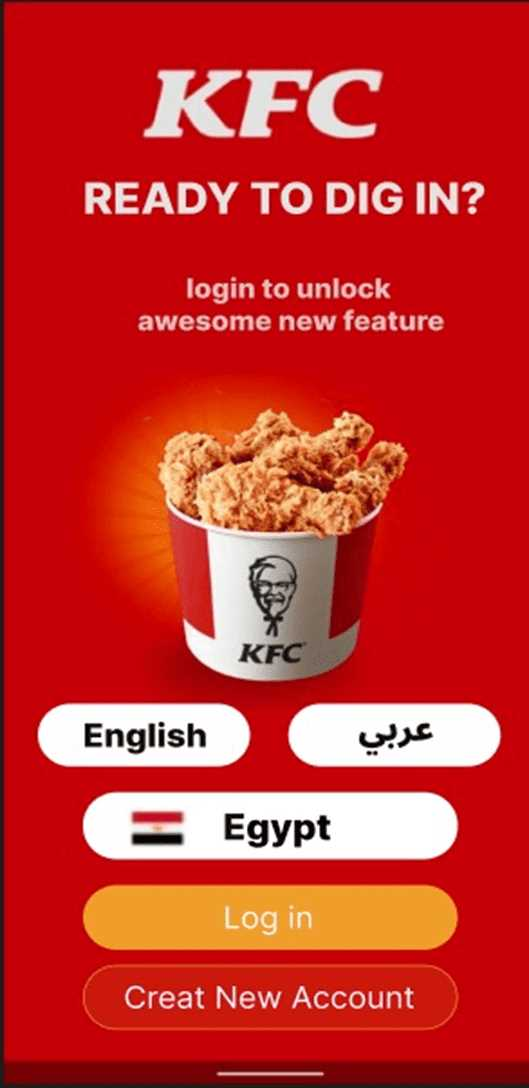 KFC
READY TO DIG IN?
login to unlock
awesome new feature
KFC
English
عربي
Egypt
Log in
Creat New Account